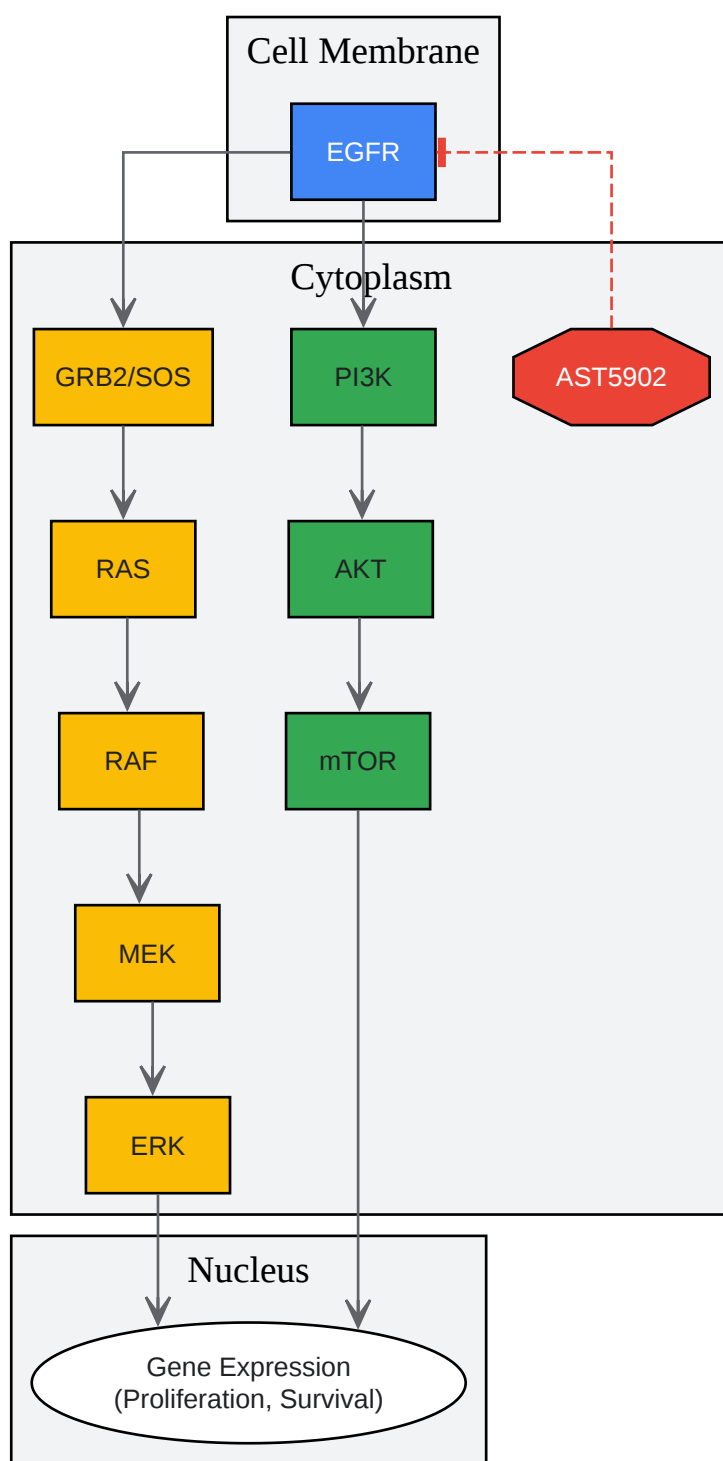 Cell Membrane
EGFR
Cytoplasm
GRB2/SOS
PI3K
AST5902
RAS
AKT
RAF
mTOR
MEK
ERK
Nucleus
Gene Expression
(Proliferation, Survival)